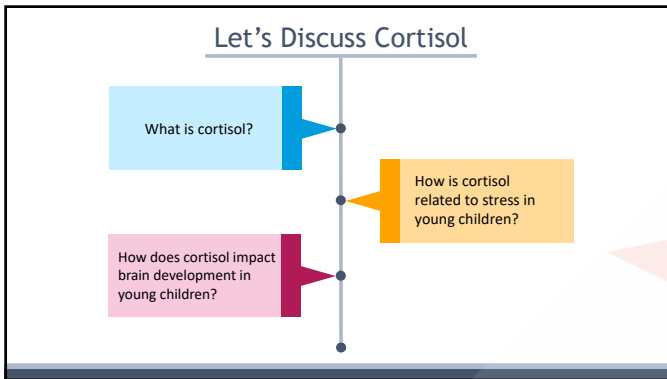 Let's Discuss Cortisol
What is cortisol?
How is cortisol
related to stress in
young children?
How does cortisol impact
brain development in
young children?